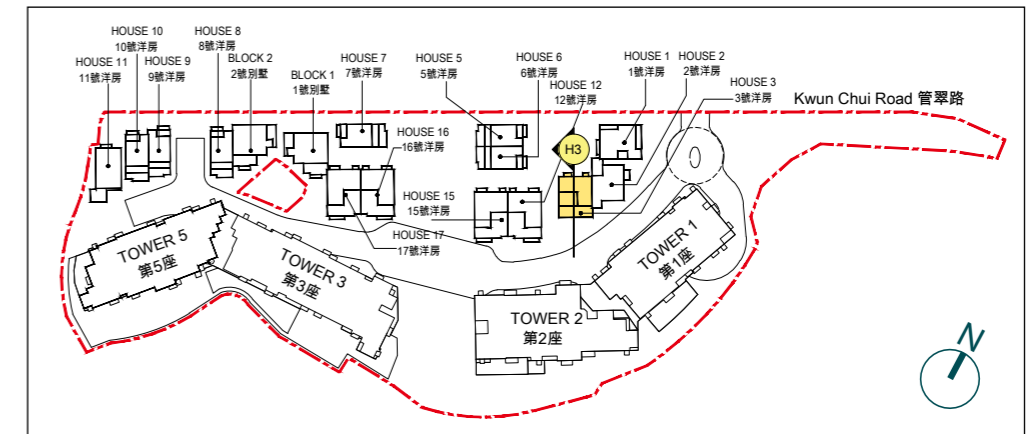 HOUSE 11
11號洋房
HOUSE 10
10號洋房
HOUSE 9
9號洋房
HOUSE 8
8號洋房
BLOCK 2
2號別墅
BLOCK 1
1號別墅
HOUSE 7
7號洋房
HOUSE 16
16號洋房
HOUSE 5
5號洋房
HOUSE 6
6號洋房
HOUSE 12
12號洋房
HOUSE 1
1號洋房
HOUSE 2
2號洋房
HOUSE 3
3號洋房
Kwun Chui Road 管翠路
H3
HOUSE 15
15號洋房
HOUSE 17
17號洋房
TOWER 5
第5座
TOWER 3
第3座
TOWER 2
第2座
TOWER 1
第1座
N